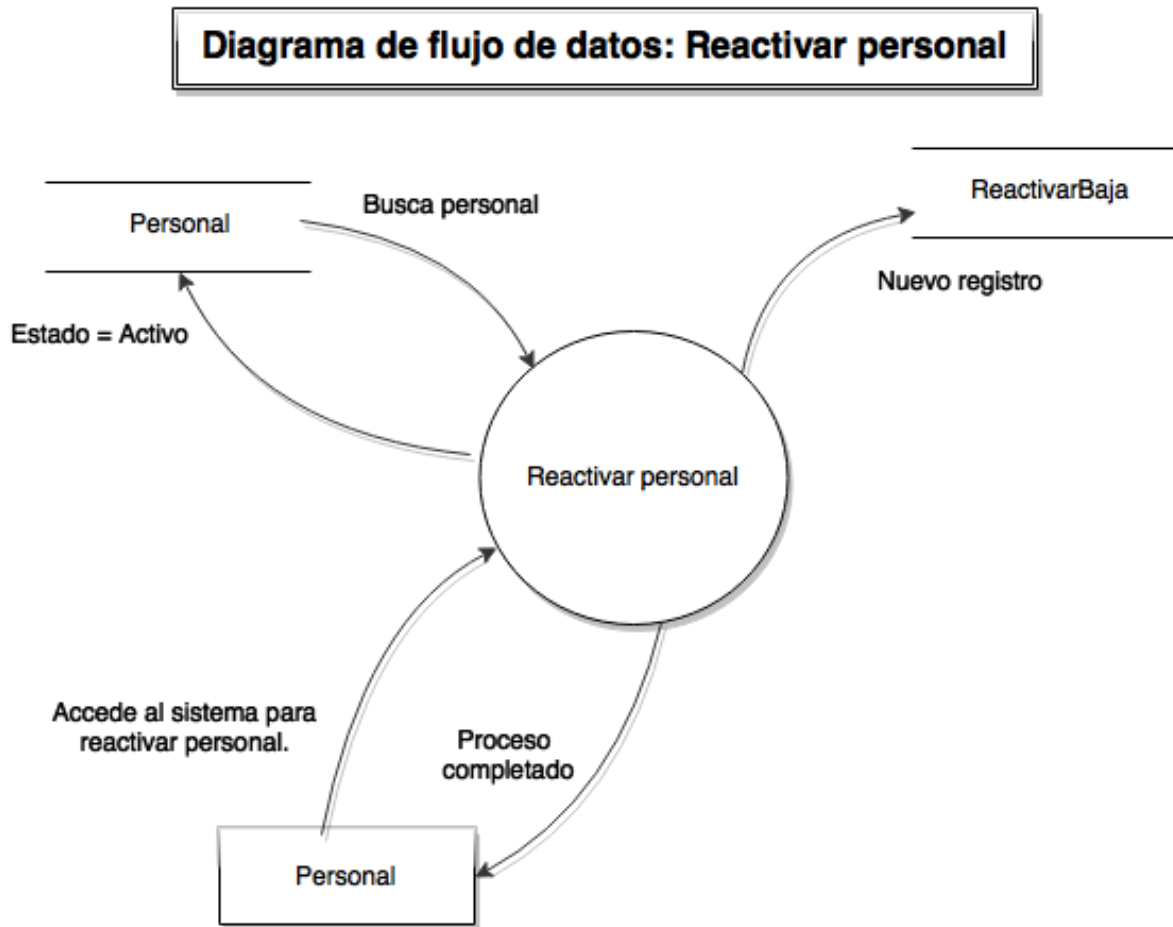 Diagrama de flujo de datos: Reactivar personal
ReactivarBaja
Personal
Busca personal
Nuevo registro
Estado = Activo
Reactivar personal
Accede al sistema para
reactivar personal.
Proceso
completado
Personal